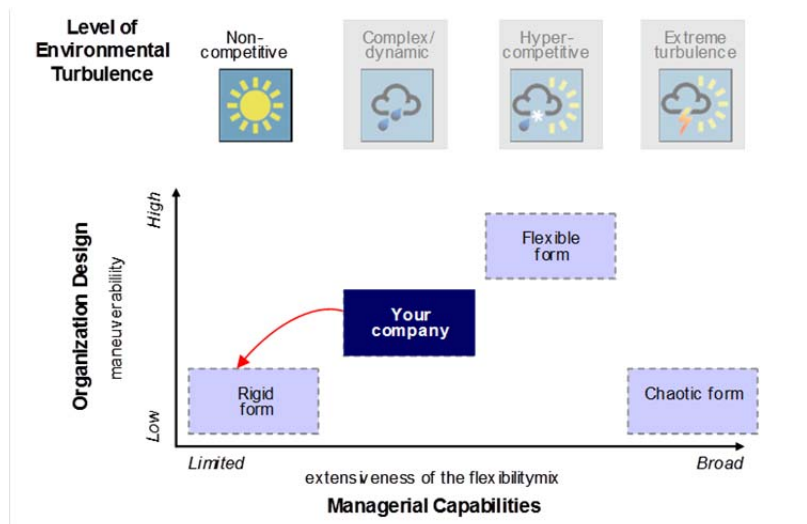 Level of
Environmental
Turbulence
Non-
competitive
Complex/
dynamic
Hyper-
competitive
Extreme
turbulence
Organization Design
maneuverability
High
Low
Flexible
form
Your
company
Rigid
form
Chaotic form
Limited
Broad
extensiveness of the flexibilitymix
Managerial Capabilities